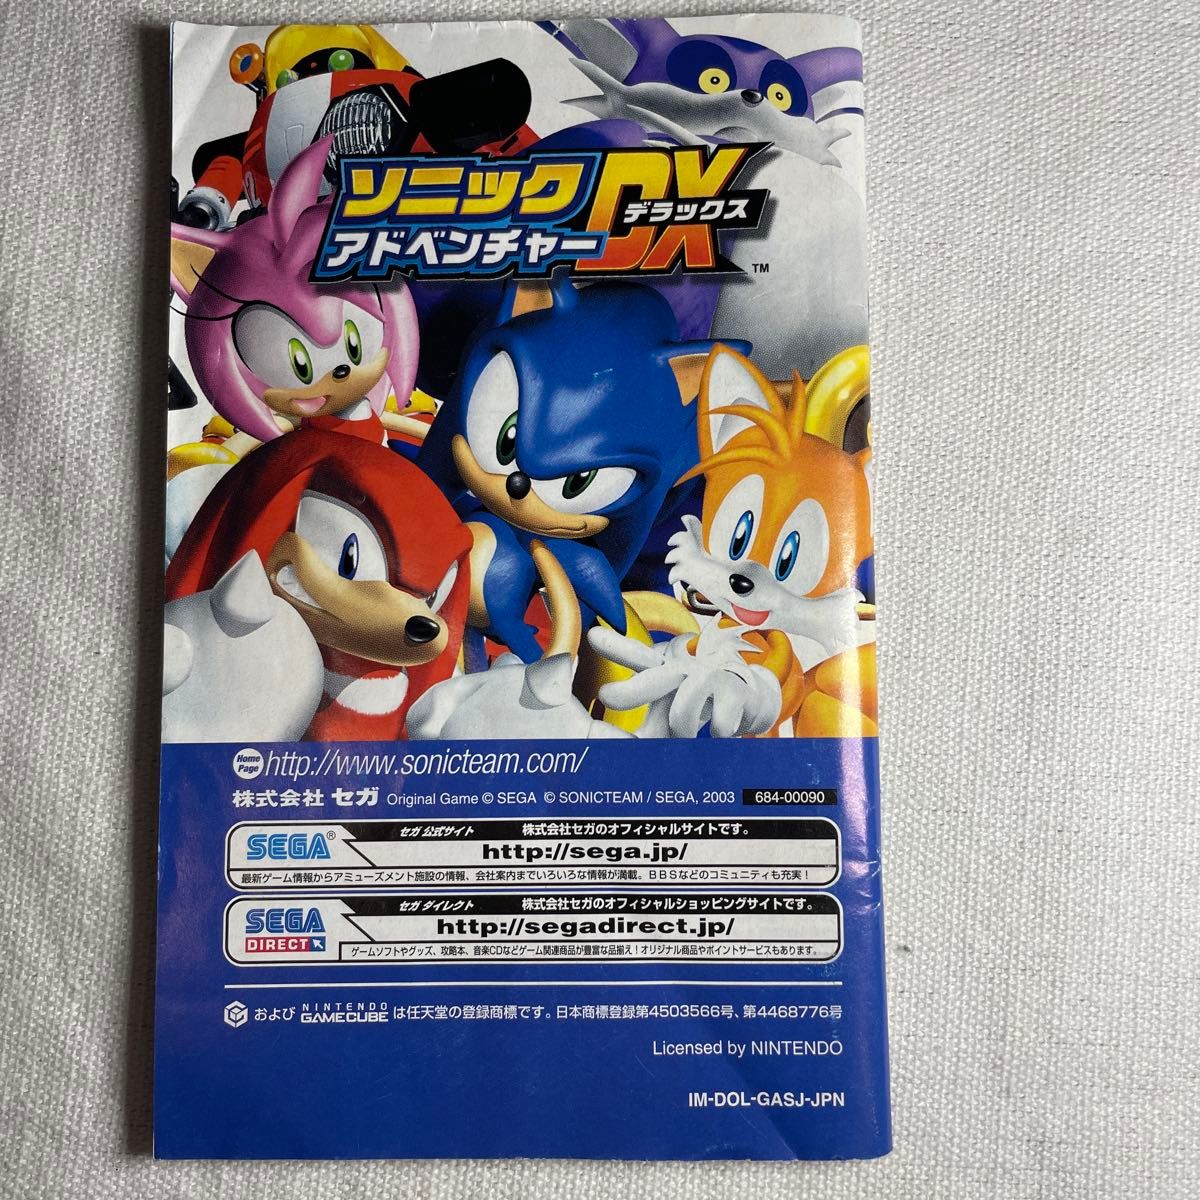 ソニック
アドベンチャー
DX
デラックス
TM
Home Page http://www.sonicteam.com/
株式会社 セガ Original Game © SEGA © SONICTEAM / SEGA, 2003 684-00090
SEGA®
セガ 公式サイト 株式会社セガのオフィシャルサイトです。
http://sega.jp/
最新ゲーム情報からアミューズメント施設の情報、会社案内までいろいろな情報が満載。BBSなどのコミュニティも充実!
SEGA DIRECT
セガ ダイレクト 株式会社セガのオフィシャルショッピングサイトです。
http://segadirect.jp/
ゲームソフトやグッズ、攻略本、音楽CDなどゲーム関連商品が豊富な品揃え!オリジナル商品やポイントサービスもあります。
および NINTENDO GAMECUBE は任天堂の登録商標です。日本商標登録第4503566号、第4468776号
Licensed by NINTENDO
IM-DOL-GASJ-JPN